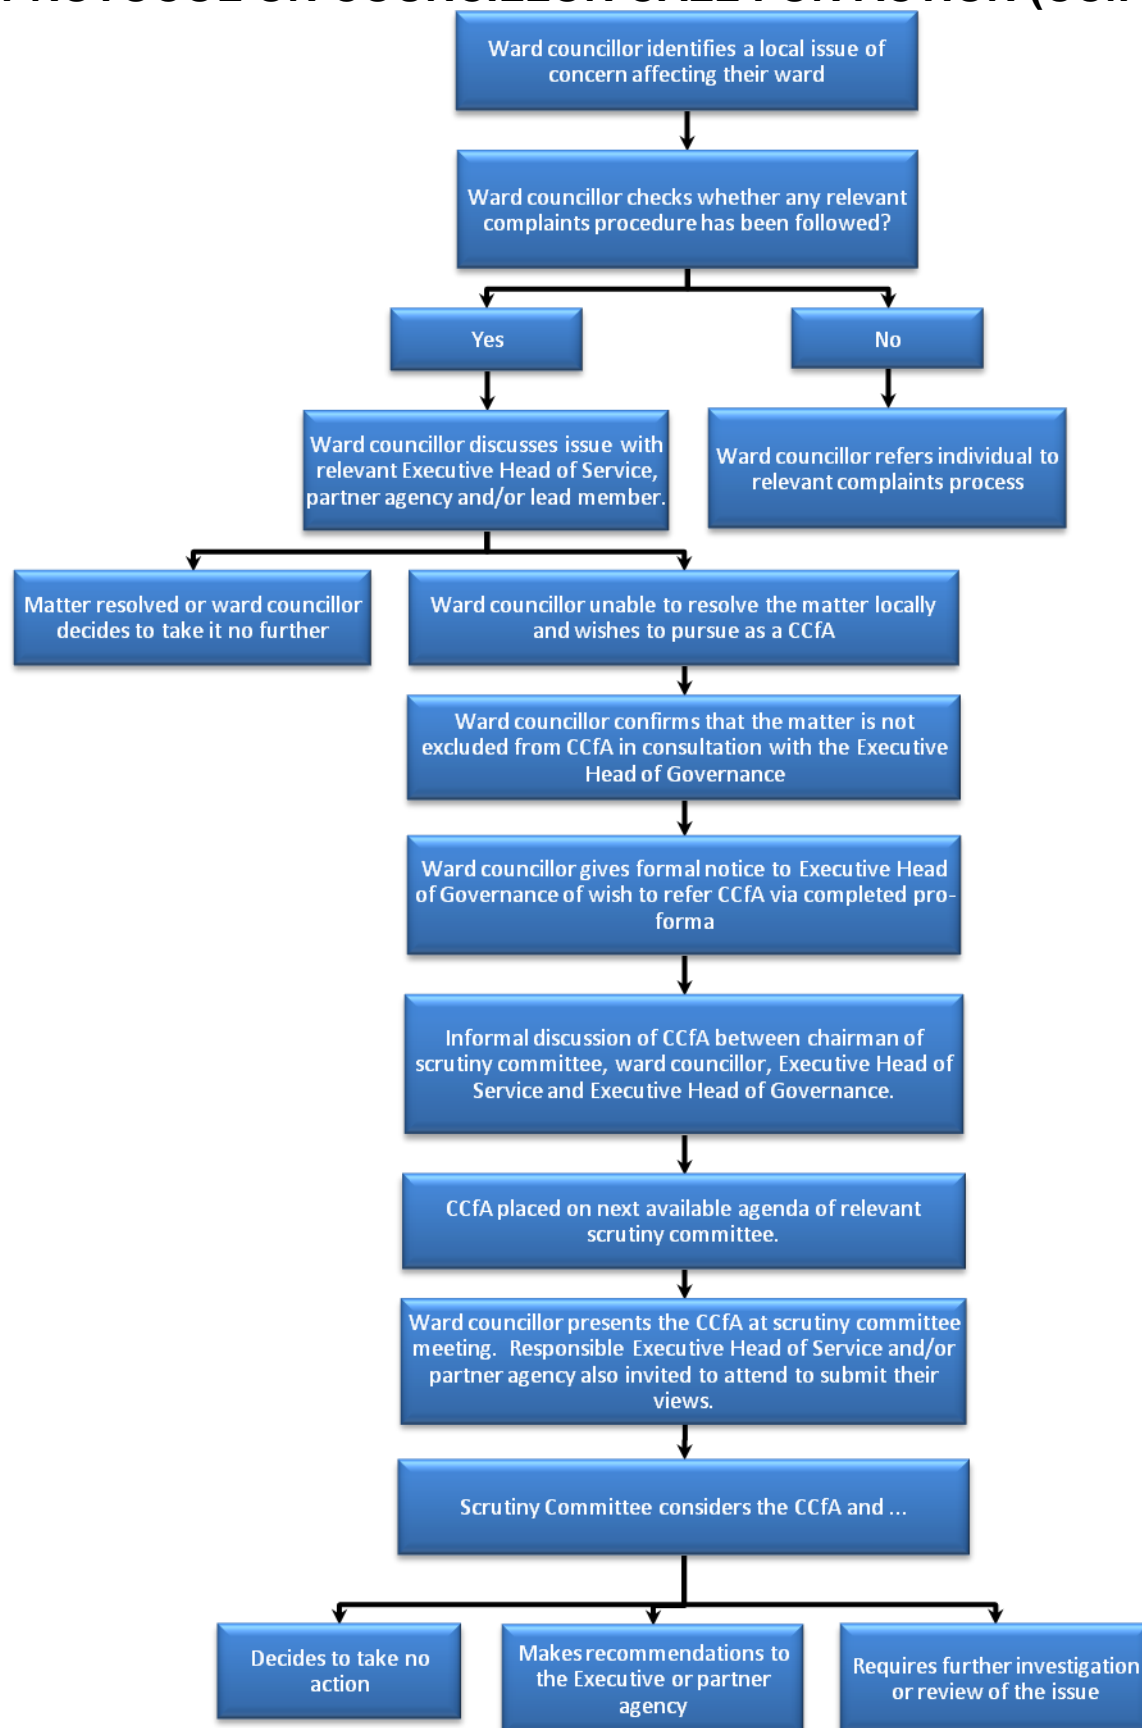 PROTOCOL ON COUNCILLOR CALL FOR ACTION (CCfA
Ward councillor identifies a local issue of
concern affecting their ward
Ward councillor checks whether any relevant
complaints procedure has been followed?
Yes
No
Ward councillor discusses issue with
relevant Executive Head of Service,
partner agency and/or lead member.
Ward councillor refers individual to
relevant complaints process
Matter resolved or ward councillor
decides to take it no further
Ward councillor unable to resolve the matter locally
and wishes to pursue as a CCfA
Ward councillor confirms that the matter is not
excluded from CCfA in consultation with the Executive
Head of Governance
Ward councillor gives formal notice to Executive Head
of Governance of wish to refer CCfA via completed pro-
forma
Informal discussion of CCfA between chairman of
scrutiny committee, ward councillor, Executive Head of
Service and Executive Head of Governance.
CCfA placed on next available agenda of relevant
scrutiny committee.
Ward councillor presents the CCfA at scrutiny committee
meeting.  Responsible Executive Head of Service and/or
partner agency also invited to attend to submit their
views.
Scrutiny Committee considers the CCfA and ...
Decides to take no
action
Makes recommendations to
the Executive or partner
agency
Requires further investigation
or review of the issue